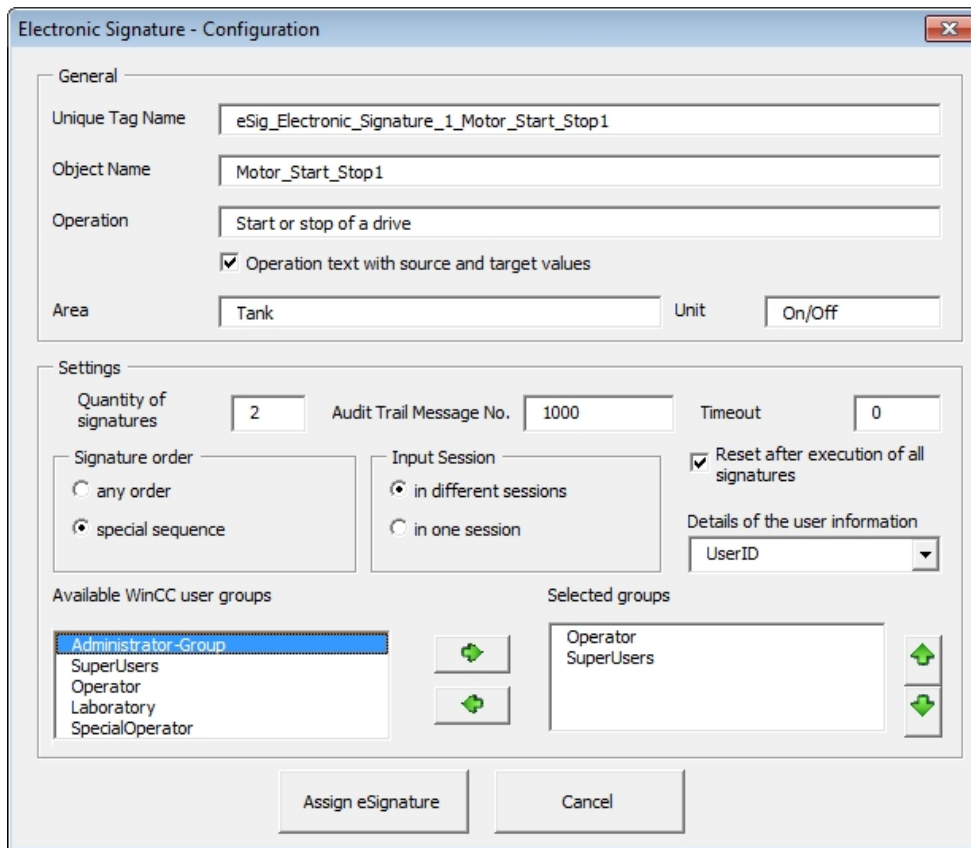 Electronic Signature - Configuration
General
Unique Tag Name
eSig_Electronic_Signature_1_Motor_Start_Stop1
Object Name
Motor_Start_Stop1
Operation
Start or stop of a drive
Operation text with source and target values
Area
Tank
Unit
On/Off
Settings
Quantity of
signatures
2
Audit Trail Message No.
1000
Timeout
0
Signature order
any order
special sequence
Input Session
in different sessions
in one session
Reset after execution of all
signatures
Details of the user information
UserID
Available WinCC user groups
Administrator-Group
SuperUsers
Operator
Laboratory
SpecialOperator
Selected groups
Operator
SuperUsers
Assign eSignature
Cancel